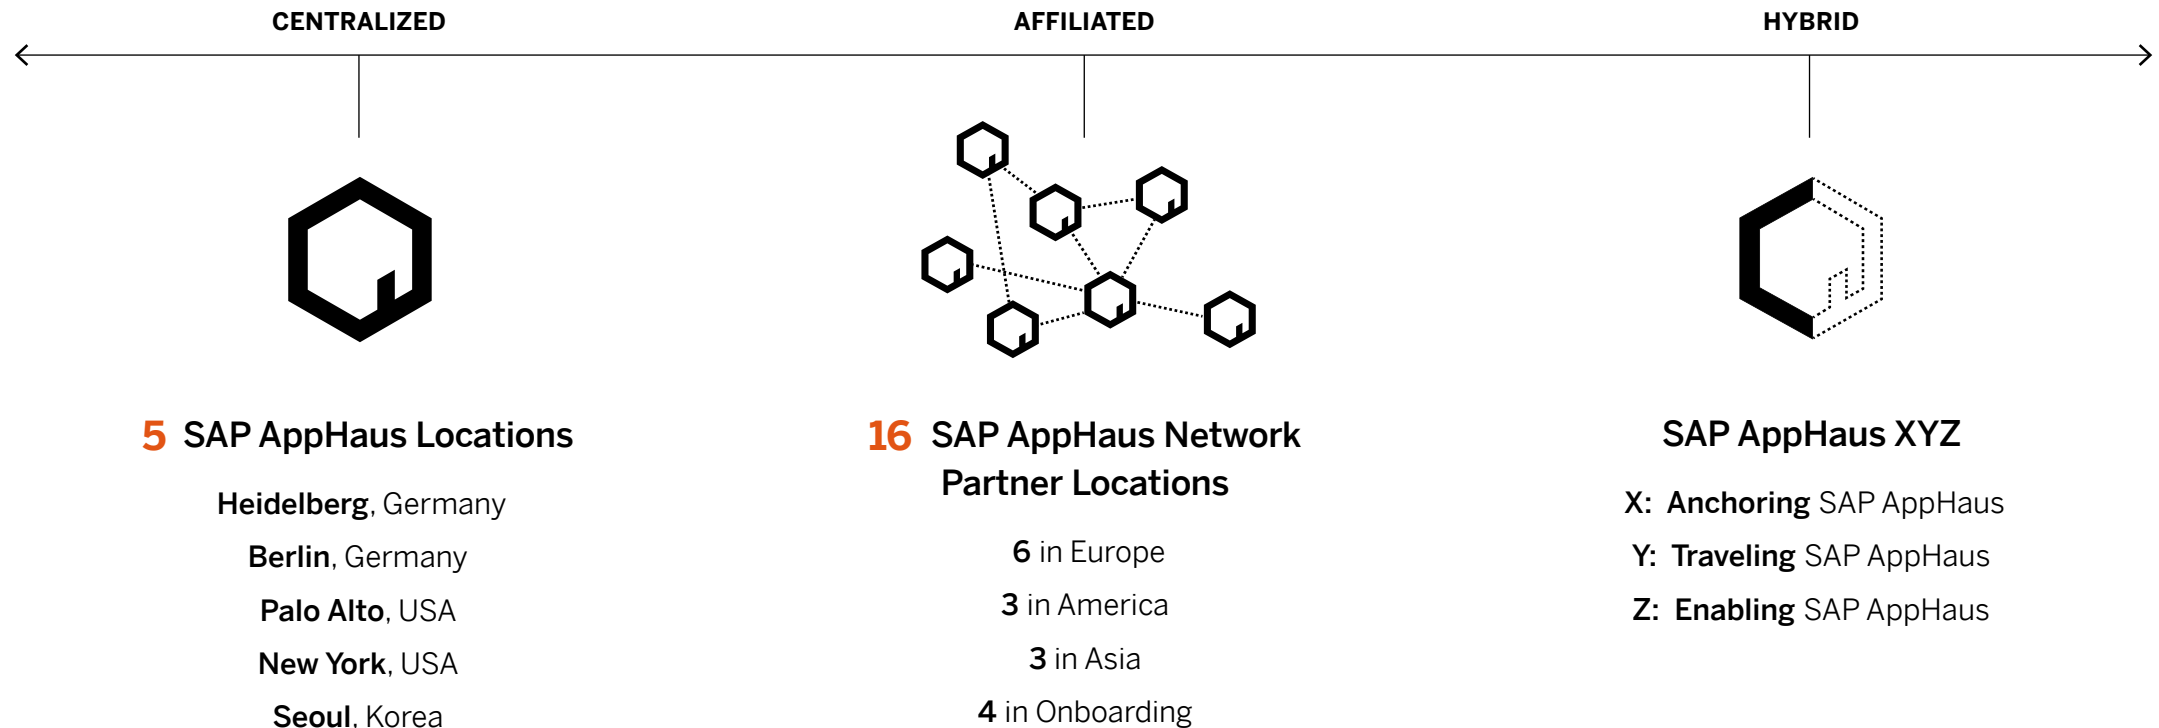 CENTRALIZED
AFFILIATED
HYBRID
5 SAP AppHaus Locations
Heidelberg, Germany
Berlin, Germany
Palo Alto, USA
New York, USA
Seoul, Korea
16 SAP AppHaus Network
Partner Locations
6 in Europe
3 in America
3 in Asia
4 in Onboarding
SAP AppHaus XYZ
X: Anchoring SAP AppHaus
Y: Traveling SAP AppHaus
Z: Enabling SAP AppHaus